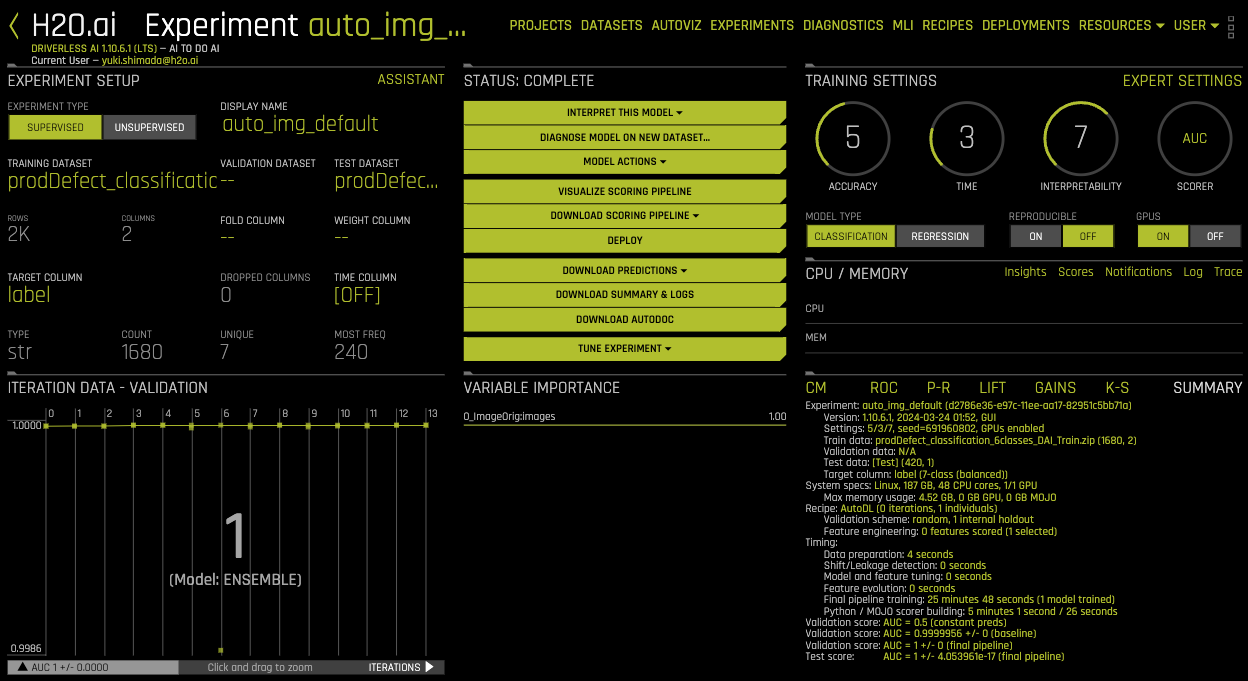 H2O.ai Experiment auto_img_...
PROJECTS DATASETS AUTOVIZ EXPERIMENTS DIAGNOSTICS MLI RECIPES DEPLOYMENTS RESOURCES USER
DRIVERLESS AI 1.10.6.1 (LTS) — AI TO DO AI
Current User — yuki.shimada@h2o.ai
EXPERIMENT SETUP
ASSISTANT
EXPERIMENT TYPE
DISPLAY NAME
SUPERVISED UNSUPERVISED
auto_img_default
TRAINING DATASET VALIDATION DATASET TEST DATASET
prodDefect_classificatic -- prodDefec...
ROWS COLUMNS FOLD COLUMN WEIGHT COLUMN
2K 2 -- --
TARGET COLUMN DROPPED COLUMNS TIME COLUMN
label 0 [OFF]
TYPE COUNT UNIQUE MOST FREQ
str 1680 7 240
STATUS: COMPLETE
INTERPRET THIS MODEL
DIAGNOSE MODEL ON NEW DATASET...
MODEL ACTIONS
VISUALIZE SCORING PIPELINE
DOWNLOAD SCORING PIPELINE
DEPLOY
DOWNLOAD PREDICTIONS
DOWNLOAD SUMMARY & LOGS
DOWNLOAD AUTODOC
TUNE EXPERIMENT
TRAINING SETTINGS
EXPERT SETTINGS
5 3 7 AUC
ACCURACY TIME INTERPRETABILITY SCORER
MODEL TYPE REPRODUCIBLE GPUS
CLASSIFICATION REGRESSION ON OFF ON OFF
CPU / MEMORY
Insights Scores Notifications Log Trace
CPU
MEM
ITERATION DATA - VALIDATION
0 1 2 3 4 5 6 7 8 9 10 11 12 13
1.0000
1
(Model: ENSEMBLE)
0.9986
AUC 1 +/- 0.0000 Click and drag to zoom ITERATIONS
VARIABLE IMPORTANCE
0_ImageOrig:images 1.00
CM ROC P-R LIFT GAINS K-S SUMMARY
Experiment: auto_img_default (d2786e36-e97c-11ee-aa17-82951c5bb71a)
Version: 1.10.6.1, 2024-03-24 01:52, GUI
Settings: 5/3/7, seed=691960802, GPUs enabled
Train data: prodDefect_classification_6classes_DAI_Train.zip (1680, 2)
Validation data: N/A
Test data: [Test] (420, 1)
Target column: label (7-class (balanced))
System specs: Linux, 187 GB, 48 CPU cores, 1/1 GPU
Max memory usage: 4.52 GB, 0 GB GPU, 0 GB MOJO
Recipe: AutoDL (0 iterations, 1 individuals)
Validation scheme: random, 1 internal holdout
Feature engineering: 0 features scored (1 selected)
Timing:
Data preparation: 4 seconds
Shift/Leakage detection: 0 seconds
Model and feature tuning: 0 seconds
Feature evolution: 0 seconds
Final pipeline training: 25 minutes 48 seconds (1 model trained)
Python / MOJO scorer building: 5 minutes 1 second / 26 seconds
Validation score: AUC = 0.5 (constant preds)
Validation score: AUC = 0.9999956 +/- 0 (baseline)
Validation score: AUC = 1 +/- 0 (final pipeline)
Test score: AUC = 1 +/- 4.053961e-17 (final pipeline)